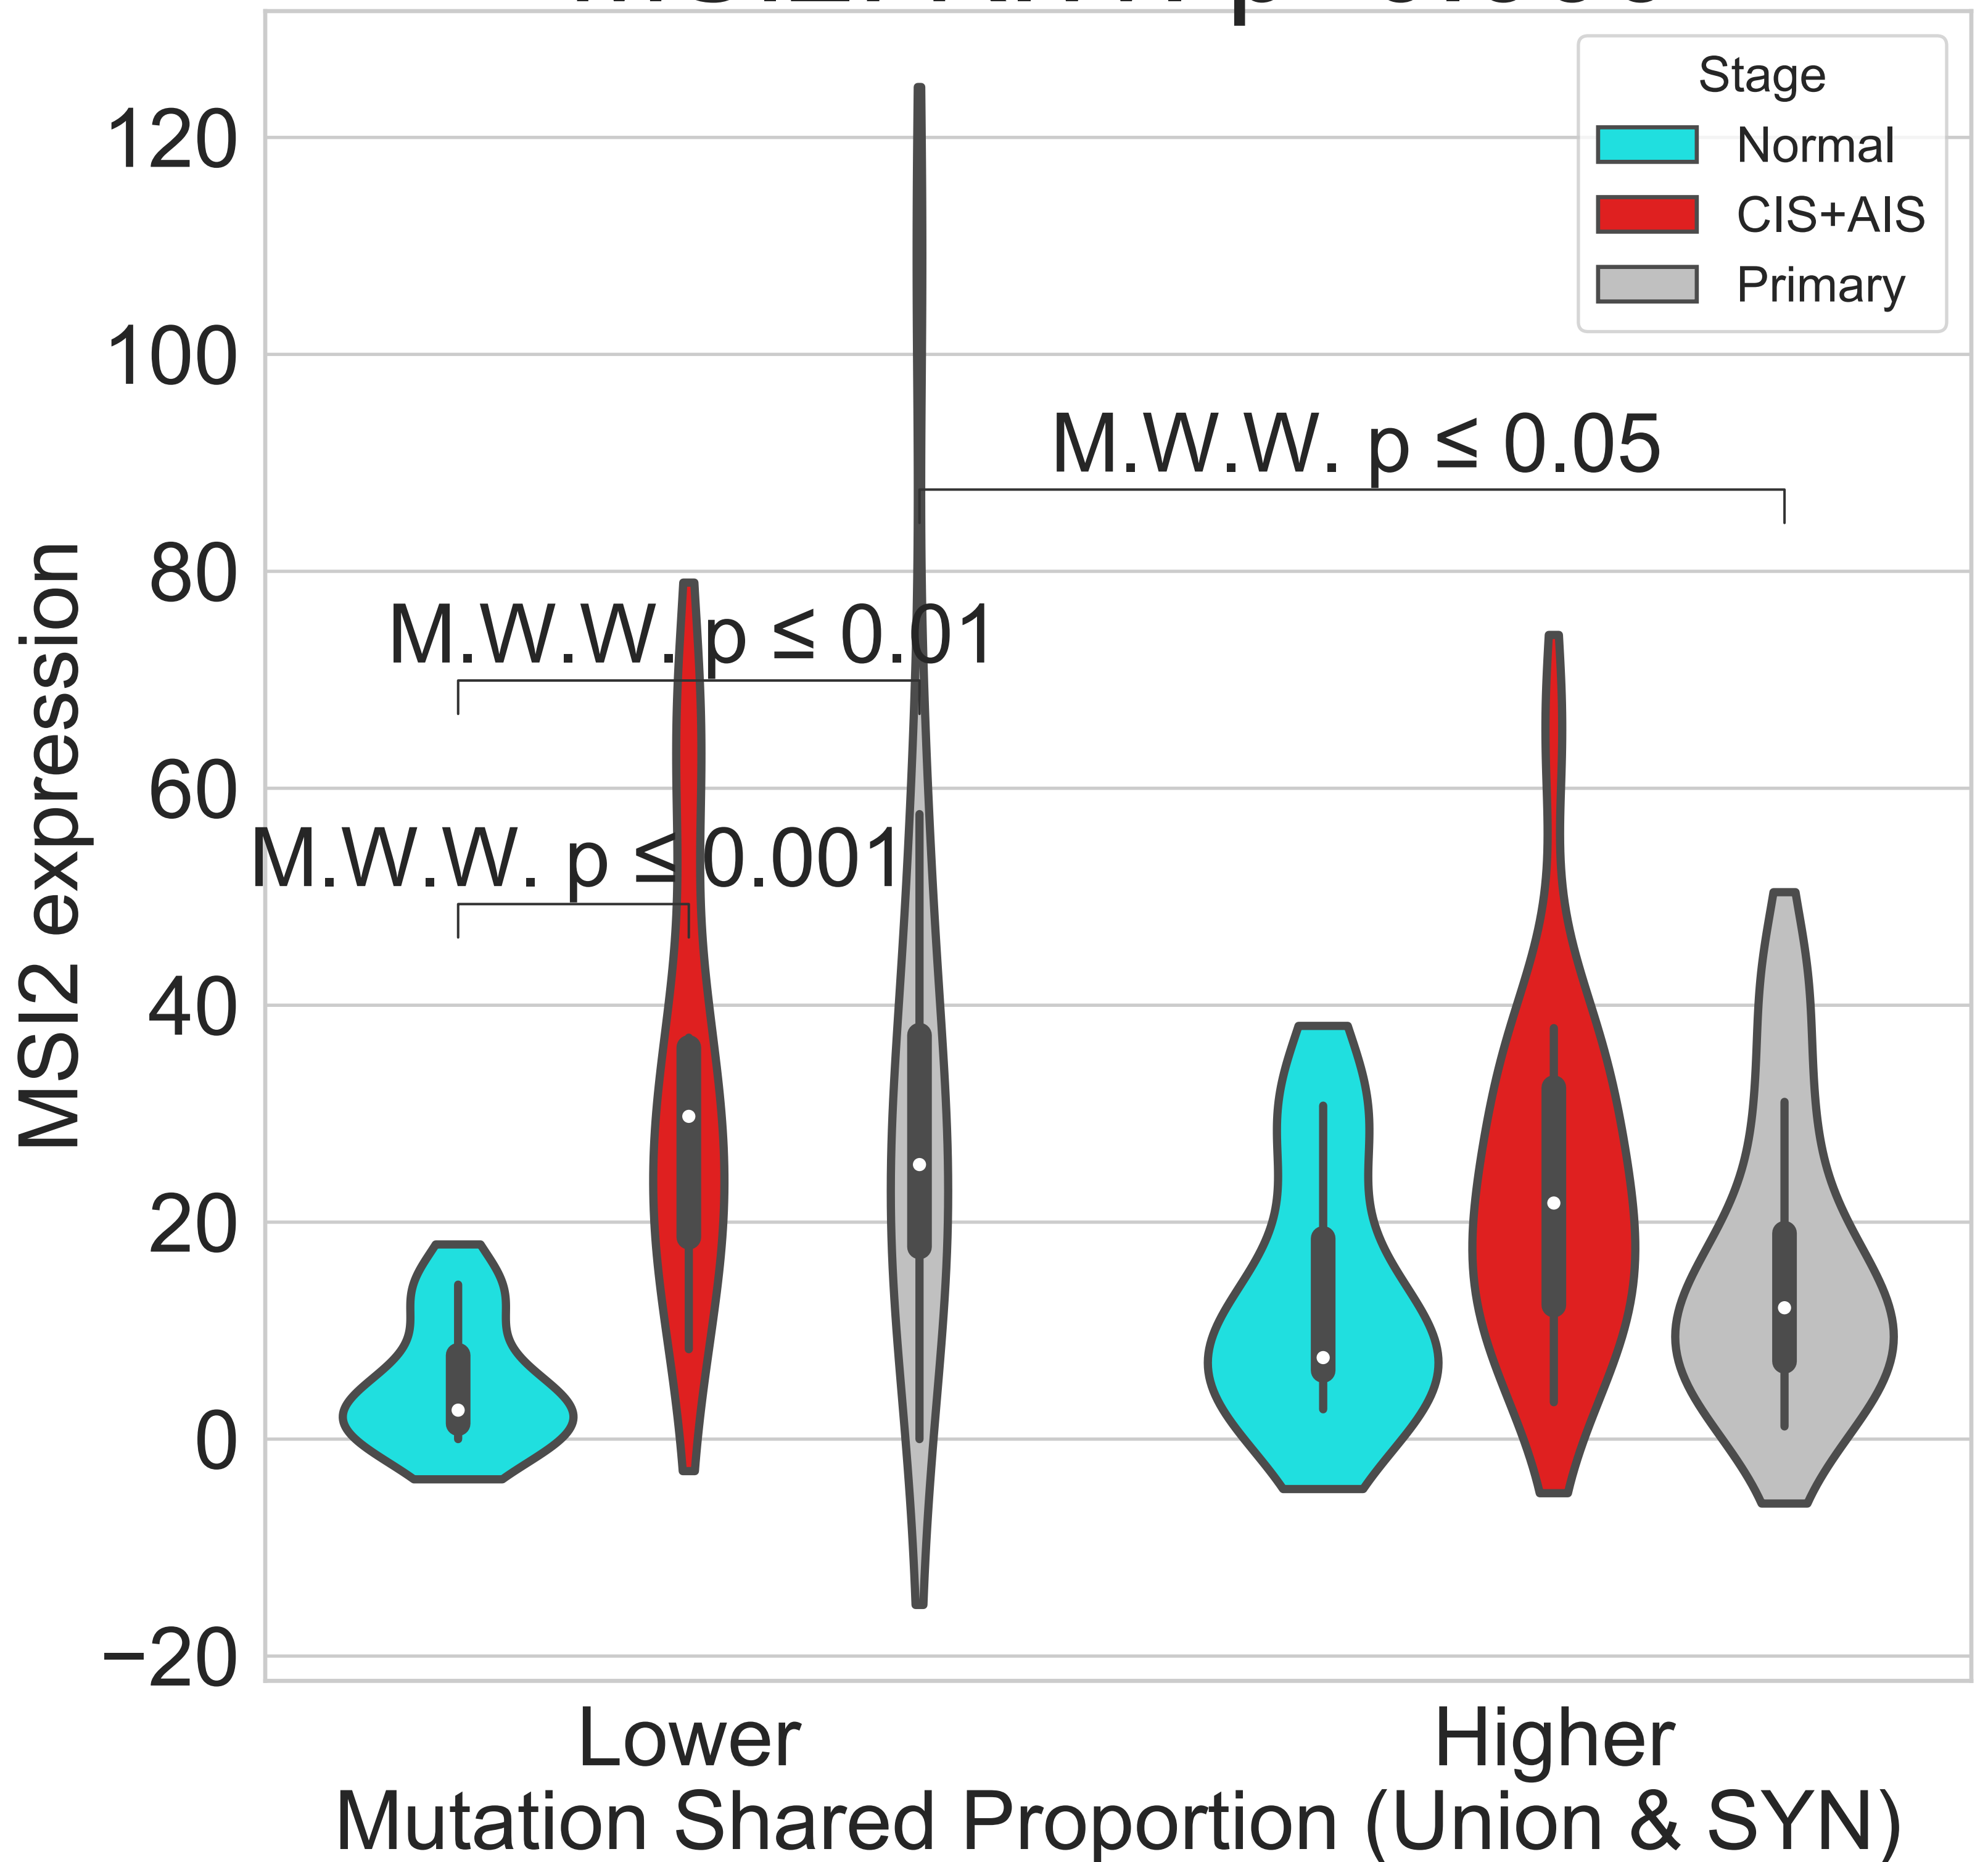 Stage
Normal
CIS+AIS
Primary
120
100
80
60
40
20
0
−20
MSI2 expression
M.W.W. p ≤ 0.05
M.W.W. p ≤ 0.01
M.W.W. p ≤ 0.001
Lower
Higher
Mutation Shared Proportion (Union & SYN)